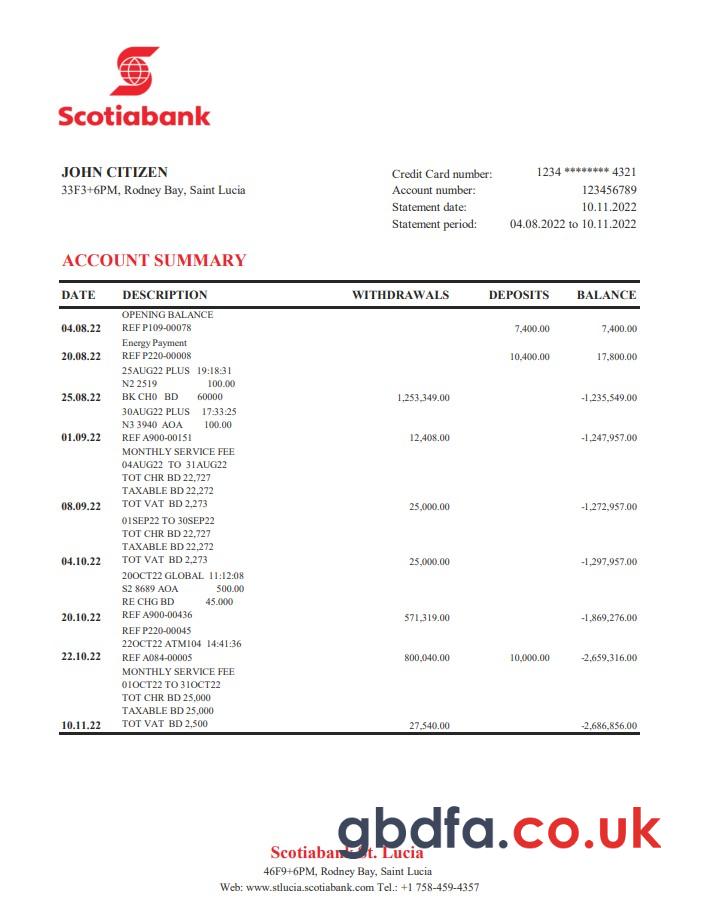 Scotiabank
JOHN CITIZEN
33F3+6PM, Rodney Bay, Saint Lucia
Credit Card number: 1234 ******** 4321
Account number: 123456789
Statement date: 10.11.2022
Statement period: 04.08.2022 to 10.11.2022
ACCOUNT SUMMARY
DATE DESCRIPTION WITHDRAWALS DEPOSITS BALANCE
OPENING BALANCE
04.08.22 REF P109-00078 7,400.00 7,400.00
Energy Payment
20.08.22 REF P220-00008 10,400.00 17,800.00
25AUG22 PLUS 19:18:31
N2 2519 100.00
25.08.22 BK CH0 BD 60000 1,253,349.00 -1,235,549.00
30AUG22 PLUS 17:33:25
N3 3940 AOA 100.00
01.09.22 REF A900-00151 12,408.00 -1,247,957.00
MONTHLY SERVICE FEE
04AUG22 TO 31AUG22
TOT CHR BD 22,727
TAXABLE BD 22,272
08.09.22 TOT VAT BD 2,273 25,000.00 -1,272,957.00
01SEP22 TO 30SEP22
TOT CHR BD 22,727
TAXABLE BD 22,272
04.10.22 TOT VAT BD 2,273 25,000.00 -1,297,957.00
20OCT22 GLOBAL 11:12:08
S2 8689 AOA 500.00
RE CHG BD 45.000
20.10.22 REF A900-00436 571,319.00 -1,869,276.00
REF P220-00045
22OCT22 ATM104 14:41:36
22.10.22 REF A084-00005 800,040.00 10,000.00 -2,659,316.00
MONTHLY SERVICE FEE
01OCT22 TO 31OCT22
TOT CHR BD 25,000
TAXABLE BD 25,000
10.11.22 TOT VAT BD 2,500 27,540.00 -2,686,856.00
gbdfa.co.uk
Scotiabank St. Lucia
46F9+6PM, Rodney Bay, Saint Lucia
Web: www.stlucia.scotiabank.com Tel.: +1 758-459-4357